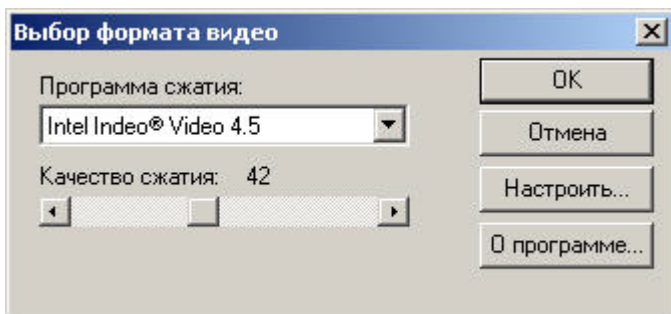 Выбор формата видео
Программа сжатия:
Intel Indeo® Video 4.5
Качество сжатия: 42
OK
Отмена
Настроить...
О программе...